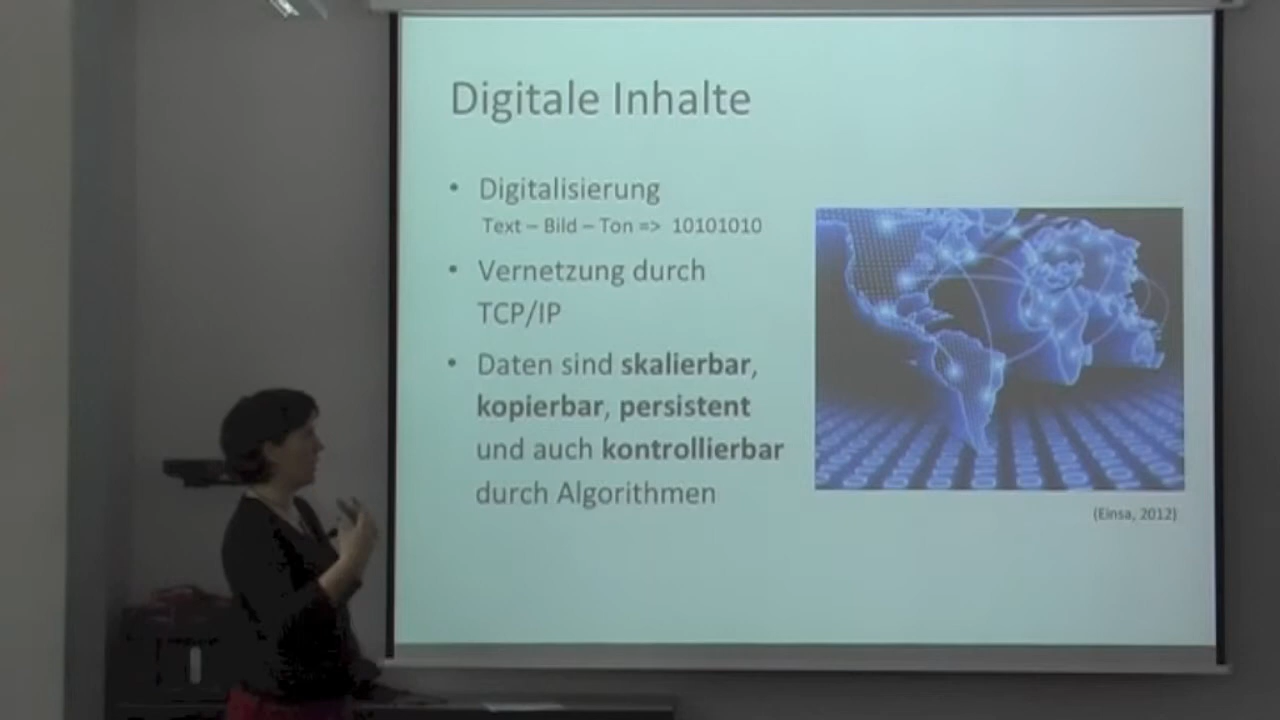 Digitale Inhalte
• Digitalisierung
Text – Bild – Ton => 10101010
• Vernetzung durch
TCP/IP
• Daten sind skalierbar,
kopierbar, persistent
und auch kontrollierbar
durch Algorithmen
(Einsa, 2012)